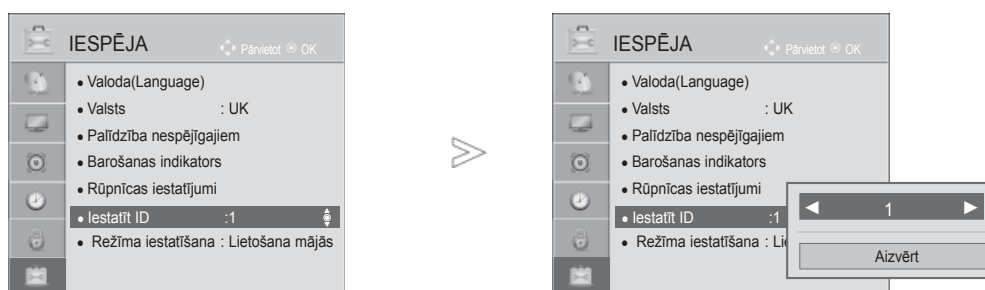 IESPĒJA
Pārvietot OK
• Valoda(Language)
• Valsts : UK
• Palīdzība nespējīgajiem
• Barošanas indikators
• Rūpnīcas iestatījumi
• Iestatīt ID :1
• Režīma iestatīšana : Lietošana mājās
IESPĒJA
Pārvietot OK
• Valoda(Language)
• Valsts : UK
• Palīdzība nespējīgajiem
• Barošanas indikators
• Rūpnīcas iestatījumi
• Iestatīt ID :1
• Režīma iestatīšana : Li
◄ 1 ►
Aizvērt